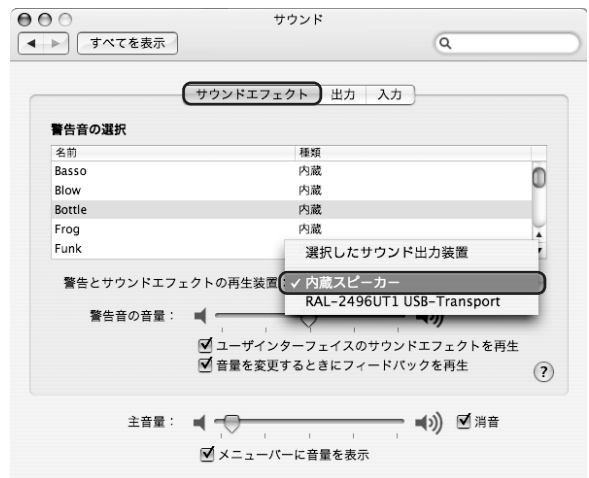 サウンド
すべてを表示
サウンドエフェクト 出力 入力
警告音の選択
名前 種類
Basso 内蔵
Blow 内蔵
Bottle 内蔵
Frog 内蔵
Funk 内蔵
選択したサウンド出力装置
警告とサウンドエフェクトの再生装置: ✓ 内蔵スピーカー
RAL-2496UT1 USB-Transport
警告音の音量：
ユーザインターフェイスのサウンドエフェクトを再生
音量を変更するときにフィードバックを再生
?
主音量： 消音
メニューバーに音量を表示